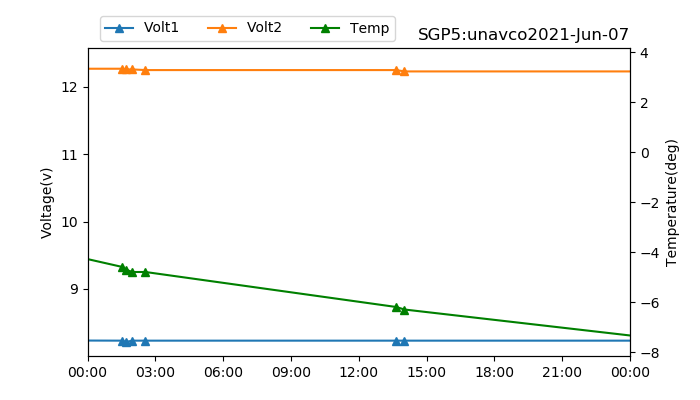 Volt1 Volt2 Temp
SGP5:unavco2021-Jun-07
Voltage(v)
12
11
10
9
4
2
0
−2
−4
−6
−8
Temperature(deg)
00:00 03:00 06:00 09:00 12:00 15:00 18:00 21:00 00:00